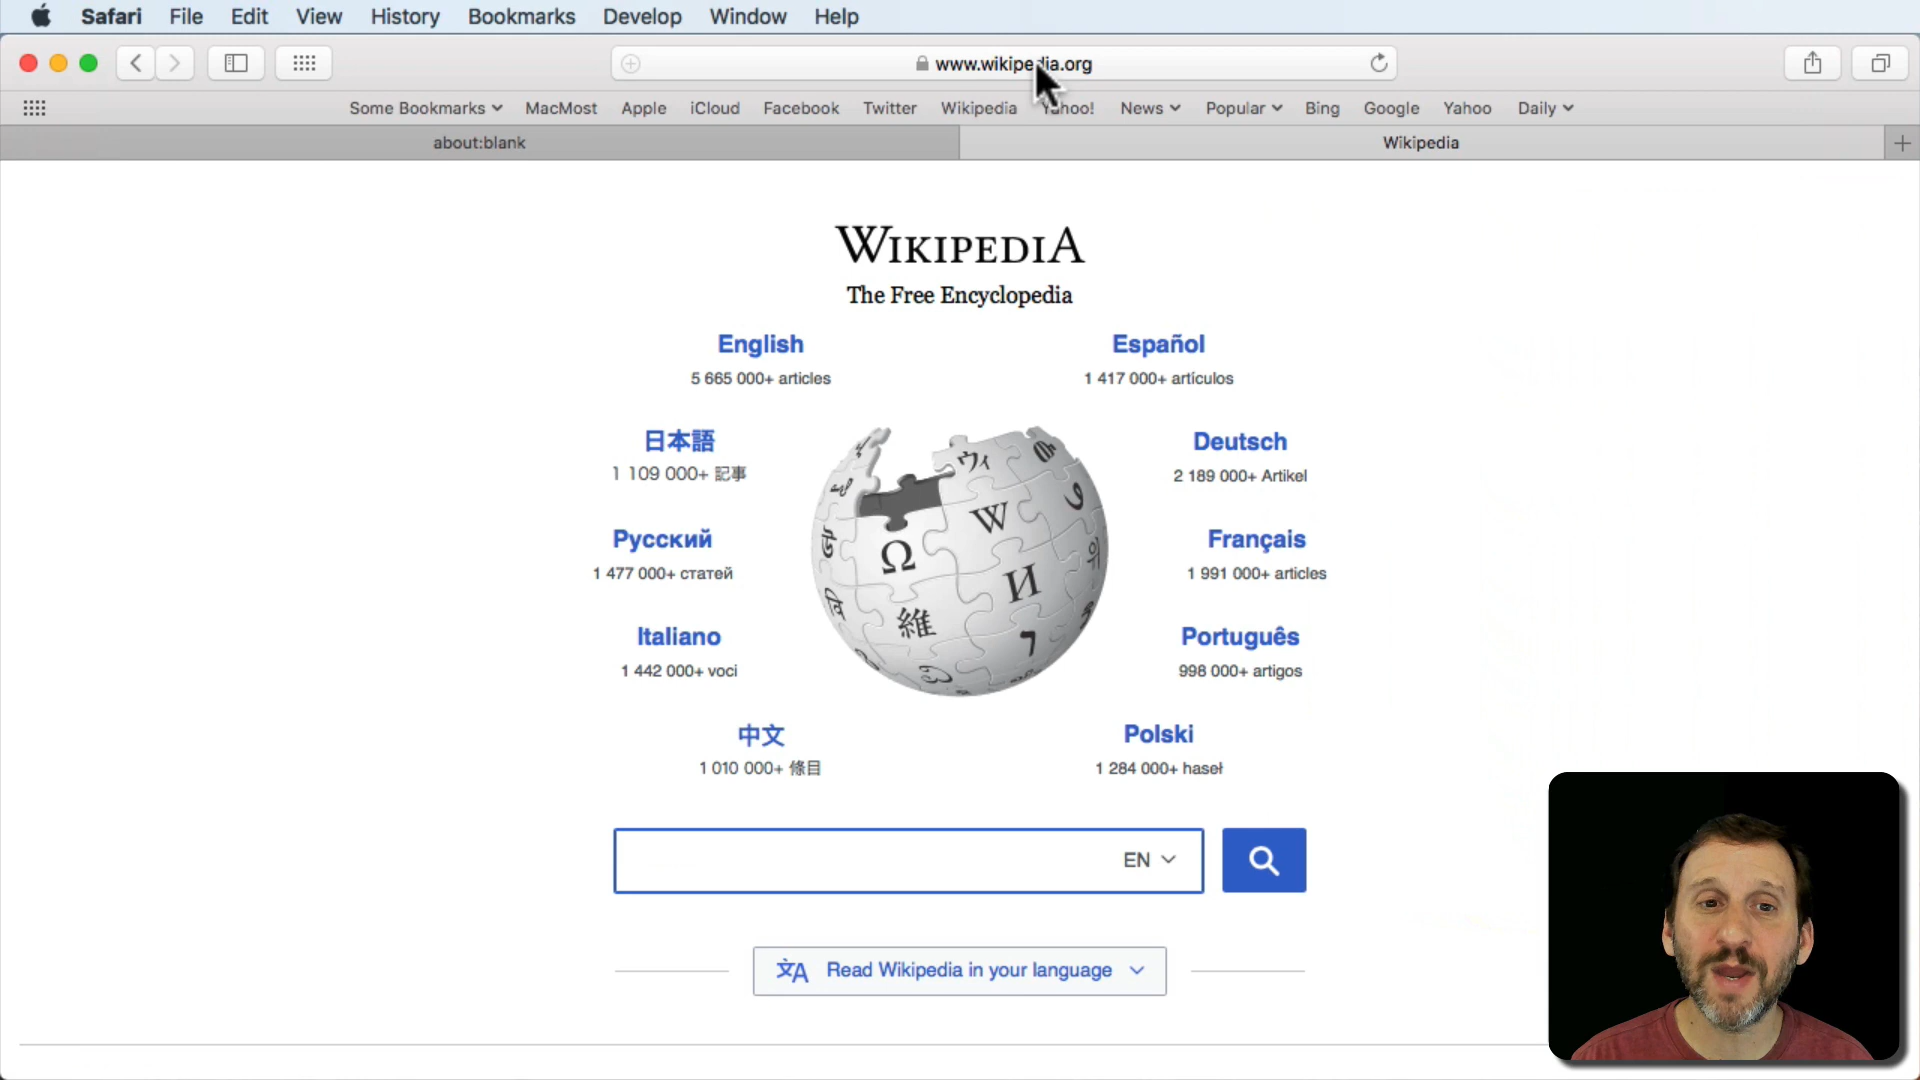 Safari File Edit View History Bookmarks Develop Window Help
www.wikipedia.org
Some Bookmarks MacMost Apple iCloud Facebook Twitter Wikipedia Yahoo! News Popular Bing Google Yahoo Daily
about:blank Wikipedia
WIKIPEDIA
The Free Encyclopedia
English Español
5 665 000+ articles 1 417 000+ artículos
日本語 Deutsch
1 109 000+ 記事 2 189 000+ Artikel
Русский Français
1 477 000+ статей 1 991 000+ articles
Italiano Português
1 442 000+ voci 998 000+ artigos
中文 Polski
1 010 000+ 條目 1 284 000+ haseł
Ω W И 維 ウィ
EN
Read Wikipedia in your language